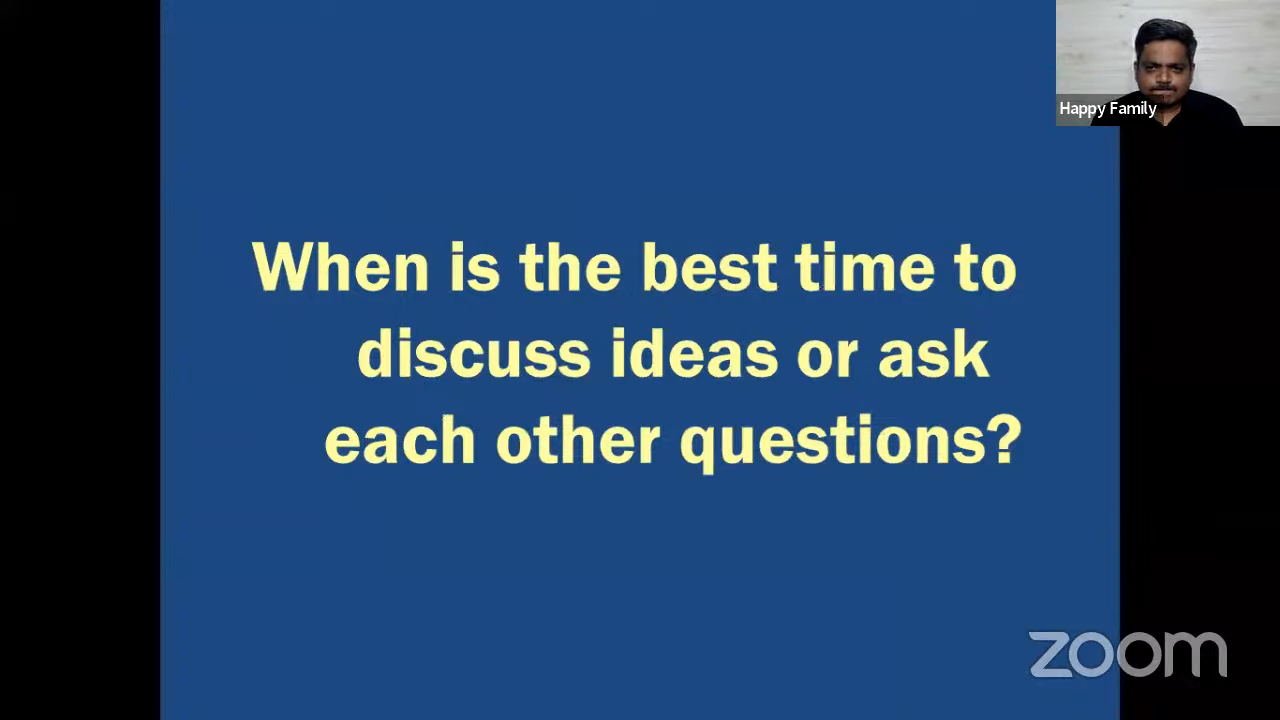 Happy Family
When is the best time to
discuss ideas or ask
each other questions?
zoom